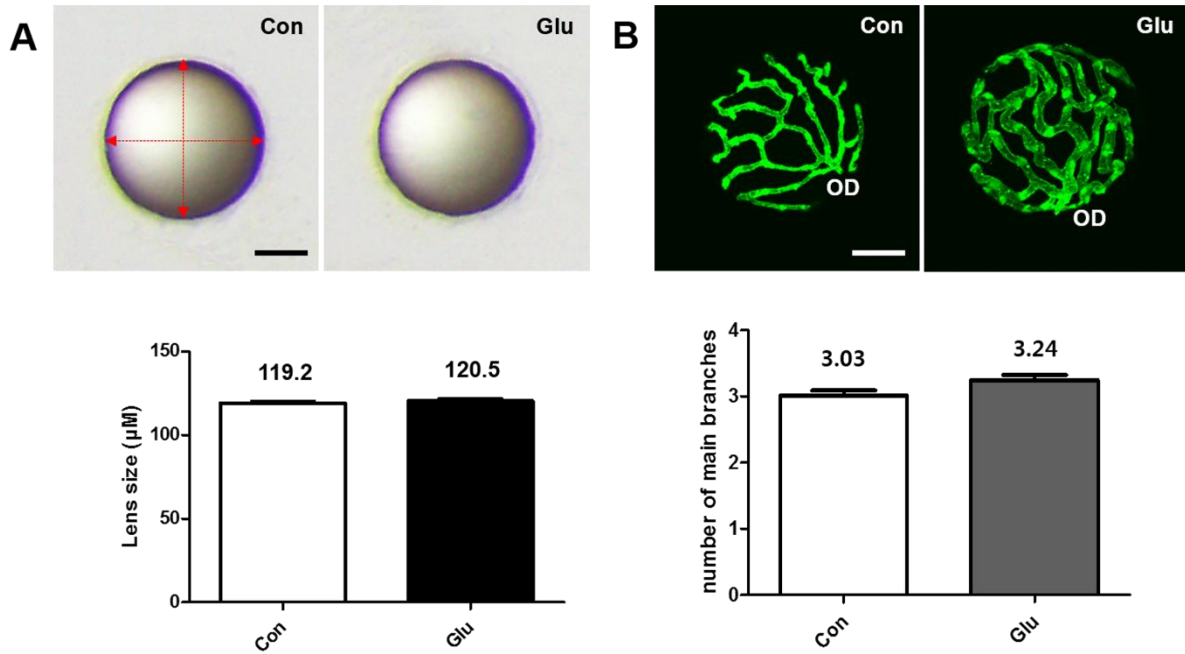 A
Con
Glu
B
Con
Glu
OD
OD
Lens size (µM)
150
100
50
0
119.2
120.5
Con
Glu
number of main branches
4
3
2
1
0
3.03
3.24
Con
Glu